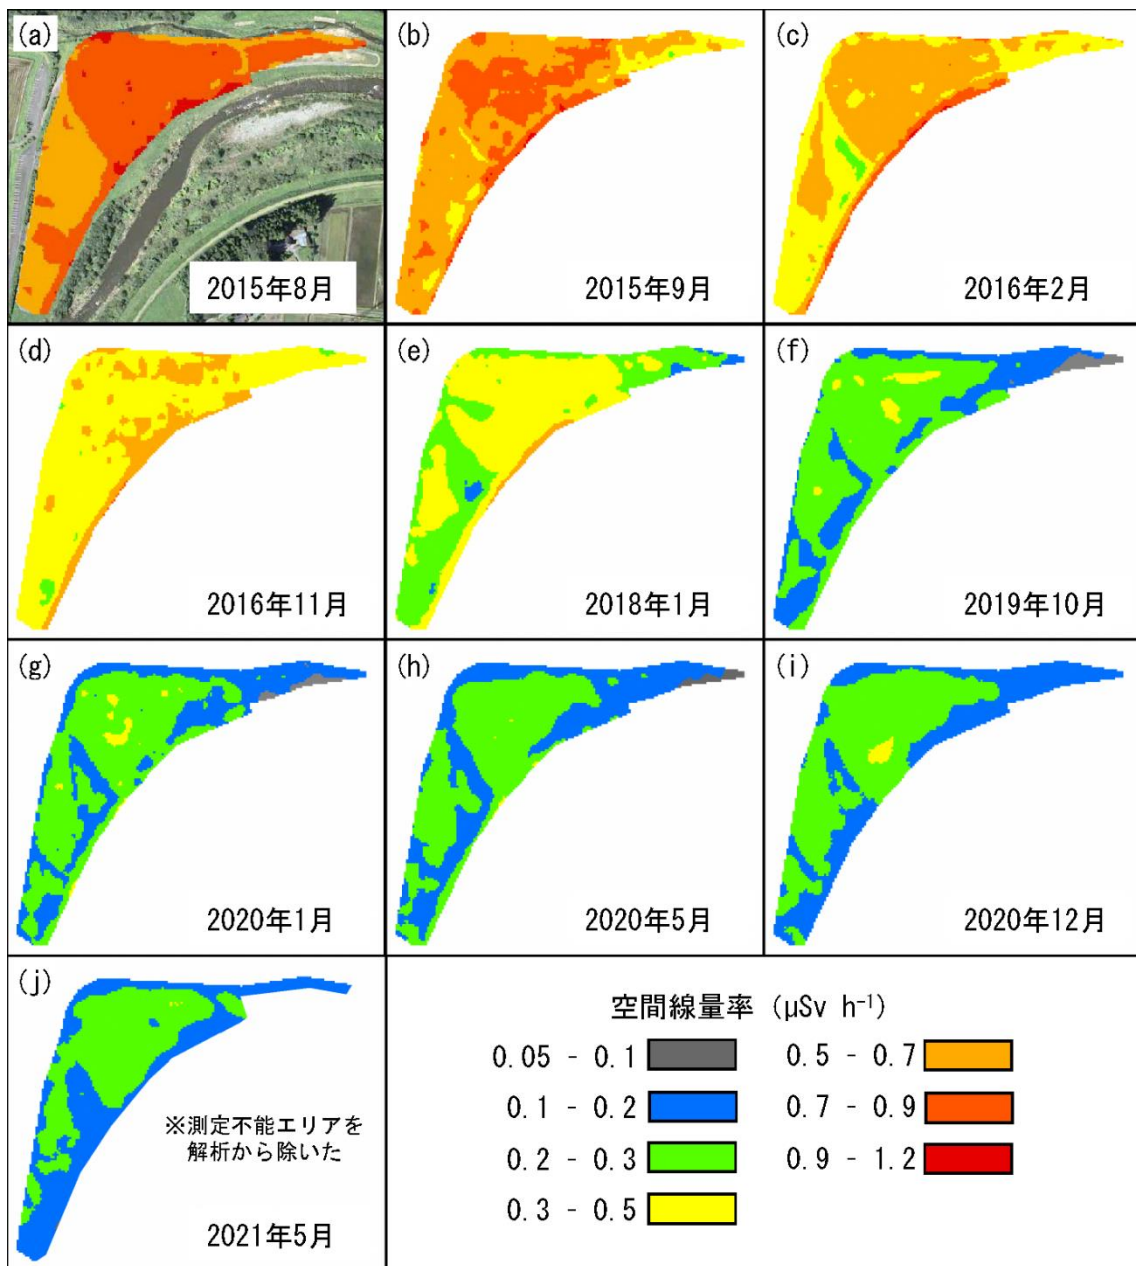 (a)
2015年8月
(b)
2015年9月
(c)
2016年2月
(d)
2016年11月
(e)
2018年1月
(f)
2019年10月
(g)
2020年1月
(h)
2020年5月
(i)
2020年12月
(j)
※測定不能エリアを
解析から除いた
2021年5月
空間線量率 (μSv h⁻¹)
0.05 - 0.1
0.1 - 0.2
0.2 - 0.3
0.3 - 0.5
0.5 - 0.7
0.7 - 0.9
0.9 - 1.2